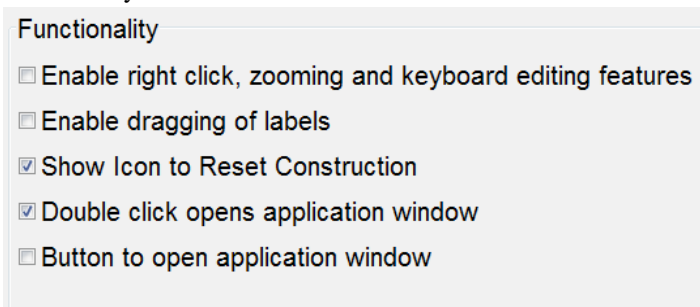 Functionality
Enable right click, zooming and keyboard editing features
Enable dragging of labels
Show Icon to Reset Construction
Double click opens application window
Button to open application window